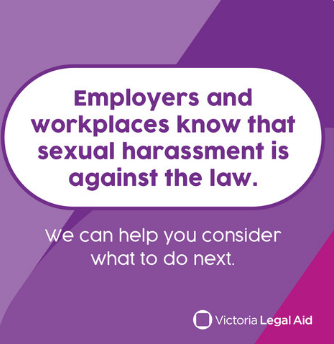 Employers and
workplaces know that
sexual harassment is
against the law.
We can help you consider
what to do next.
Victoria Legal Aid